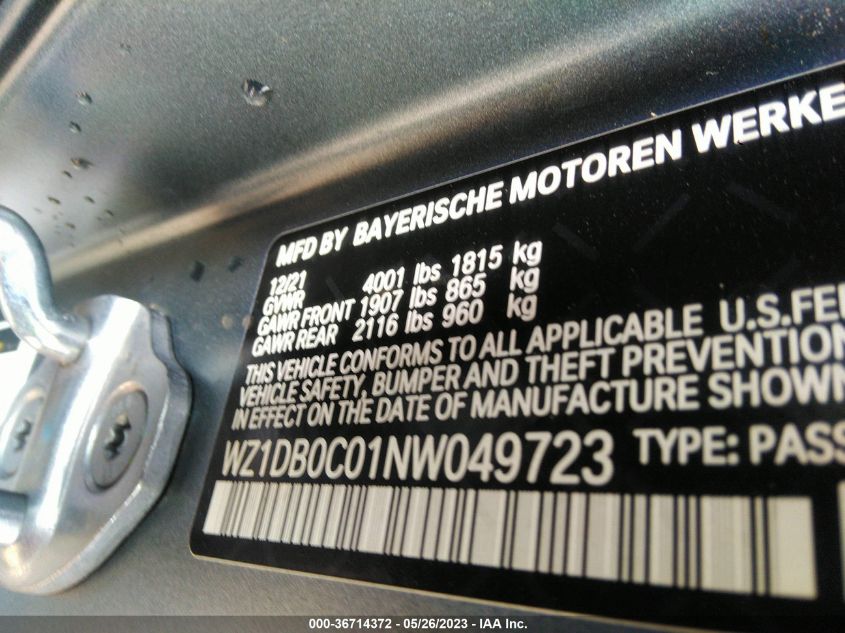 MFD BY BAYERISCHE MOTOREN WERKE
12/21
GVWR 4001 lbs 1815 kg
GAWR FRONT 1907 lbs 865 kg
GAWR REAR 2116 lbs 960 kg
THIS VEHICLE CONFORMS TO ALL APPLICABLE U.S.FE
VEHICLE SAFETY, BUMPER AND THEFT PREVENTION
IN EFFECT ON THE DATE OF MANUFACTURE SHOWN
WZ1DB0C01NW049723 TYPE: PASS
000-36714372 - 05/26/2023 - IAA Inc.